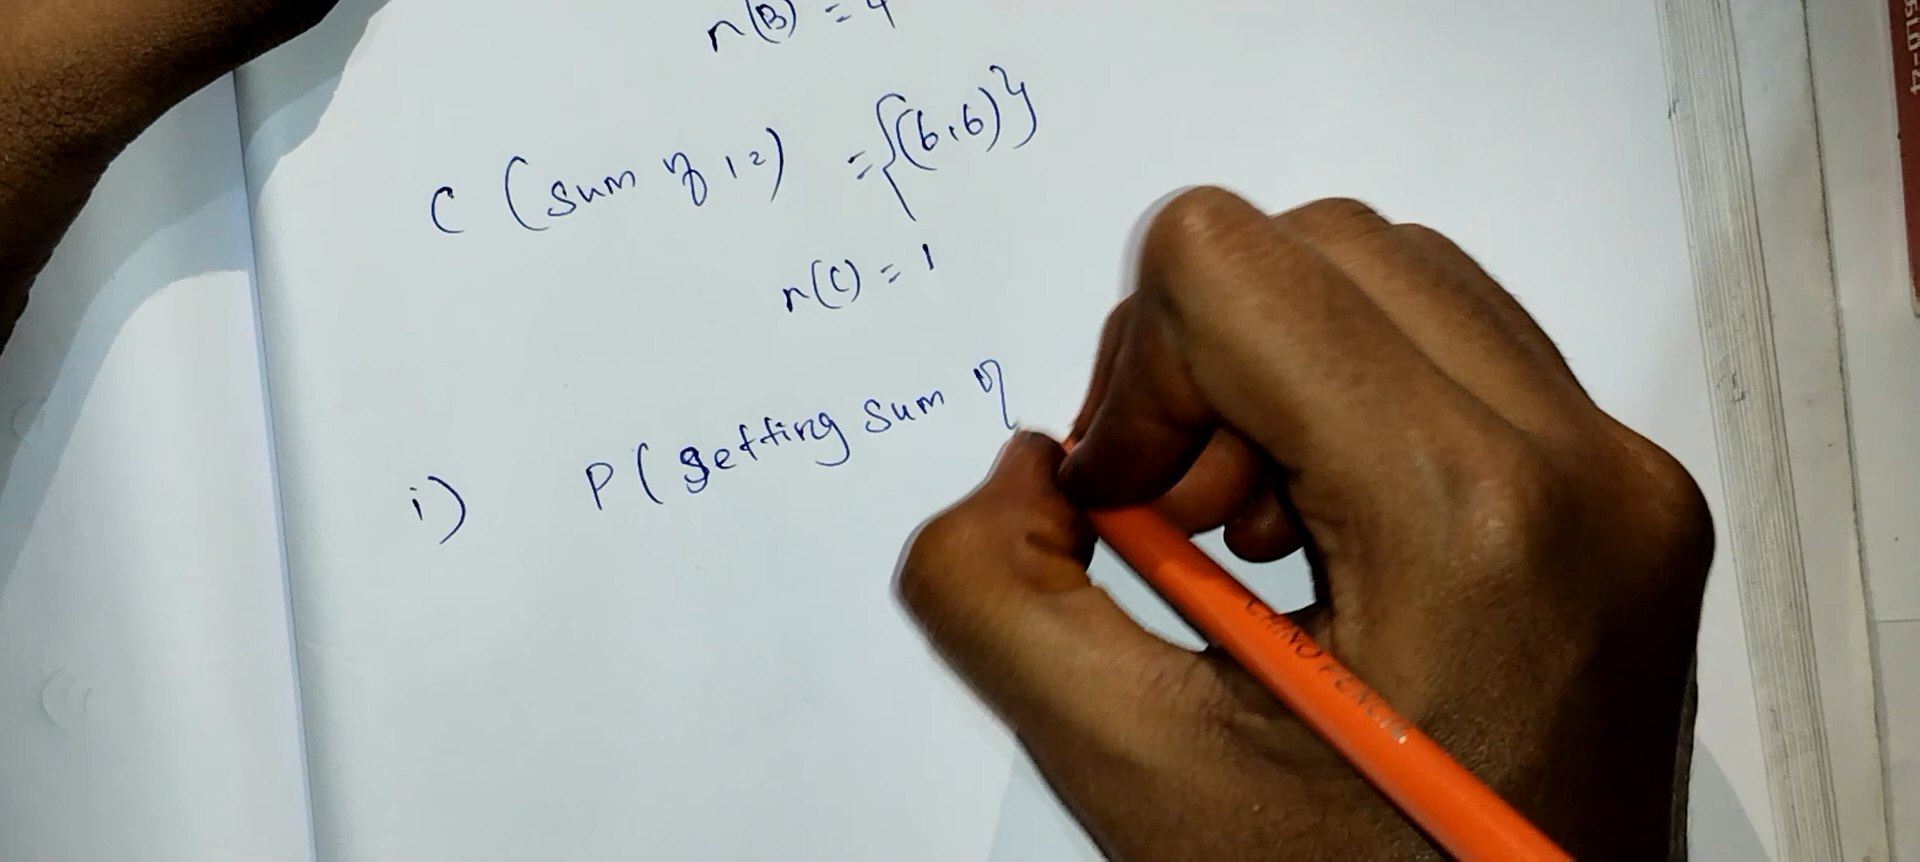 n(B) = 4
C (sum of 12) = {(6,6)}
n(C) = 1
i) P(getting sum of